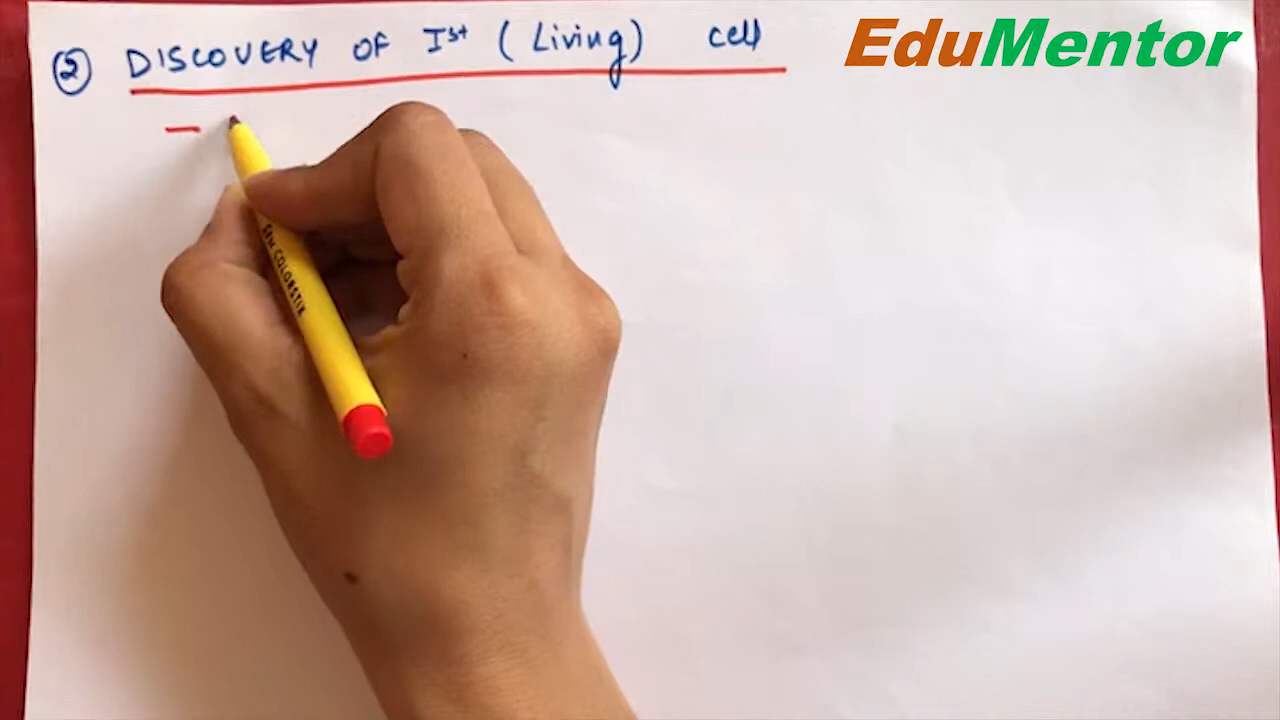 ② DISCOVERY OF Ist (Living) cell
EduMentor